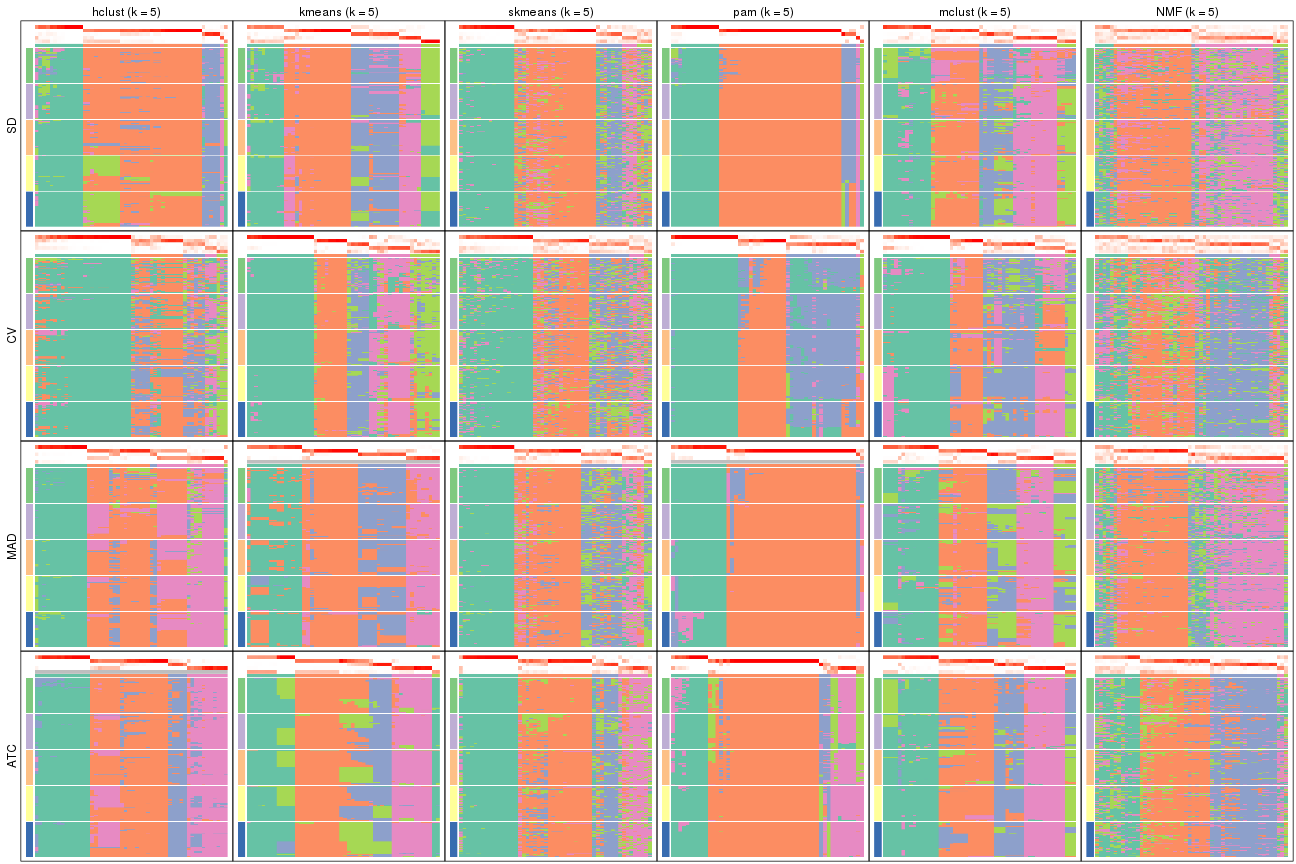 hclust (k = 5)
kmeans (k = 5)
skmeans (k = 5)
pam (k = 5)
mclust (k = 5)
NMF (k = 5)
SD
CV
MAD
ATC